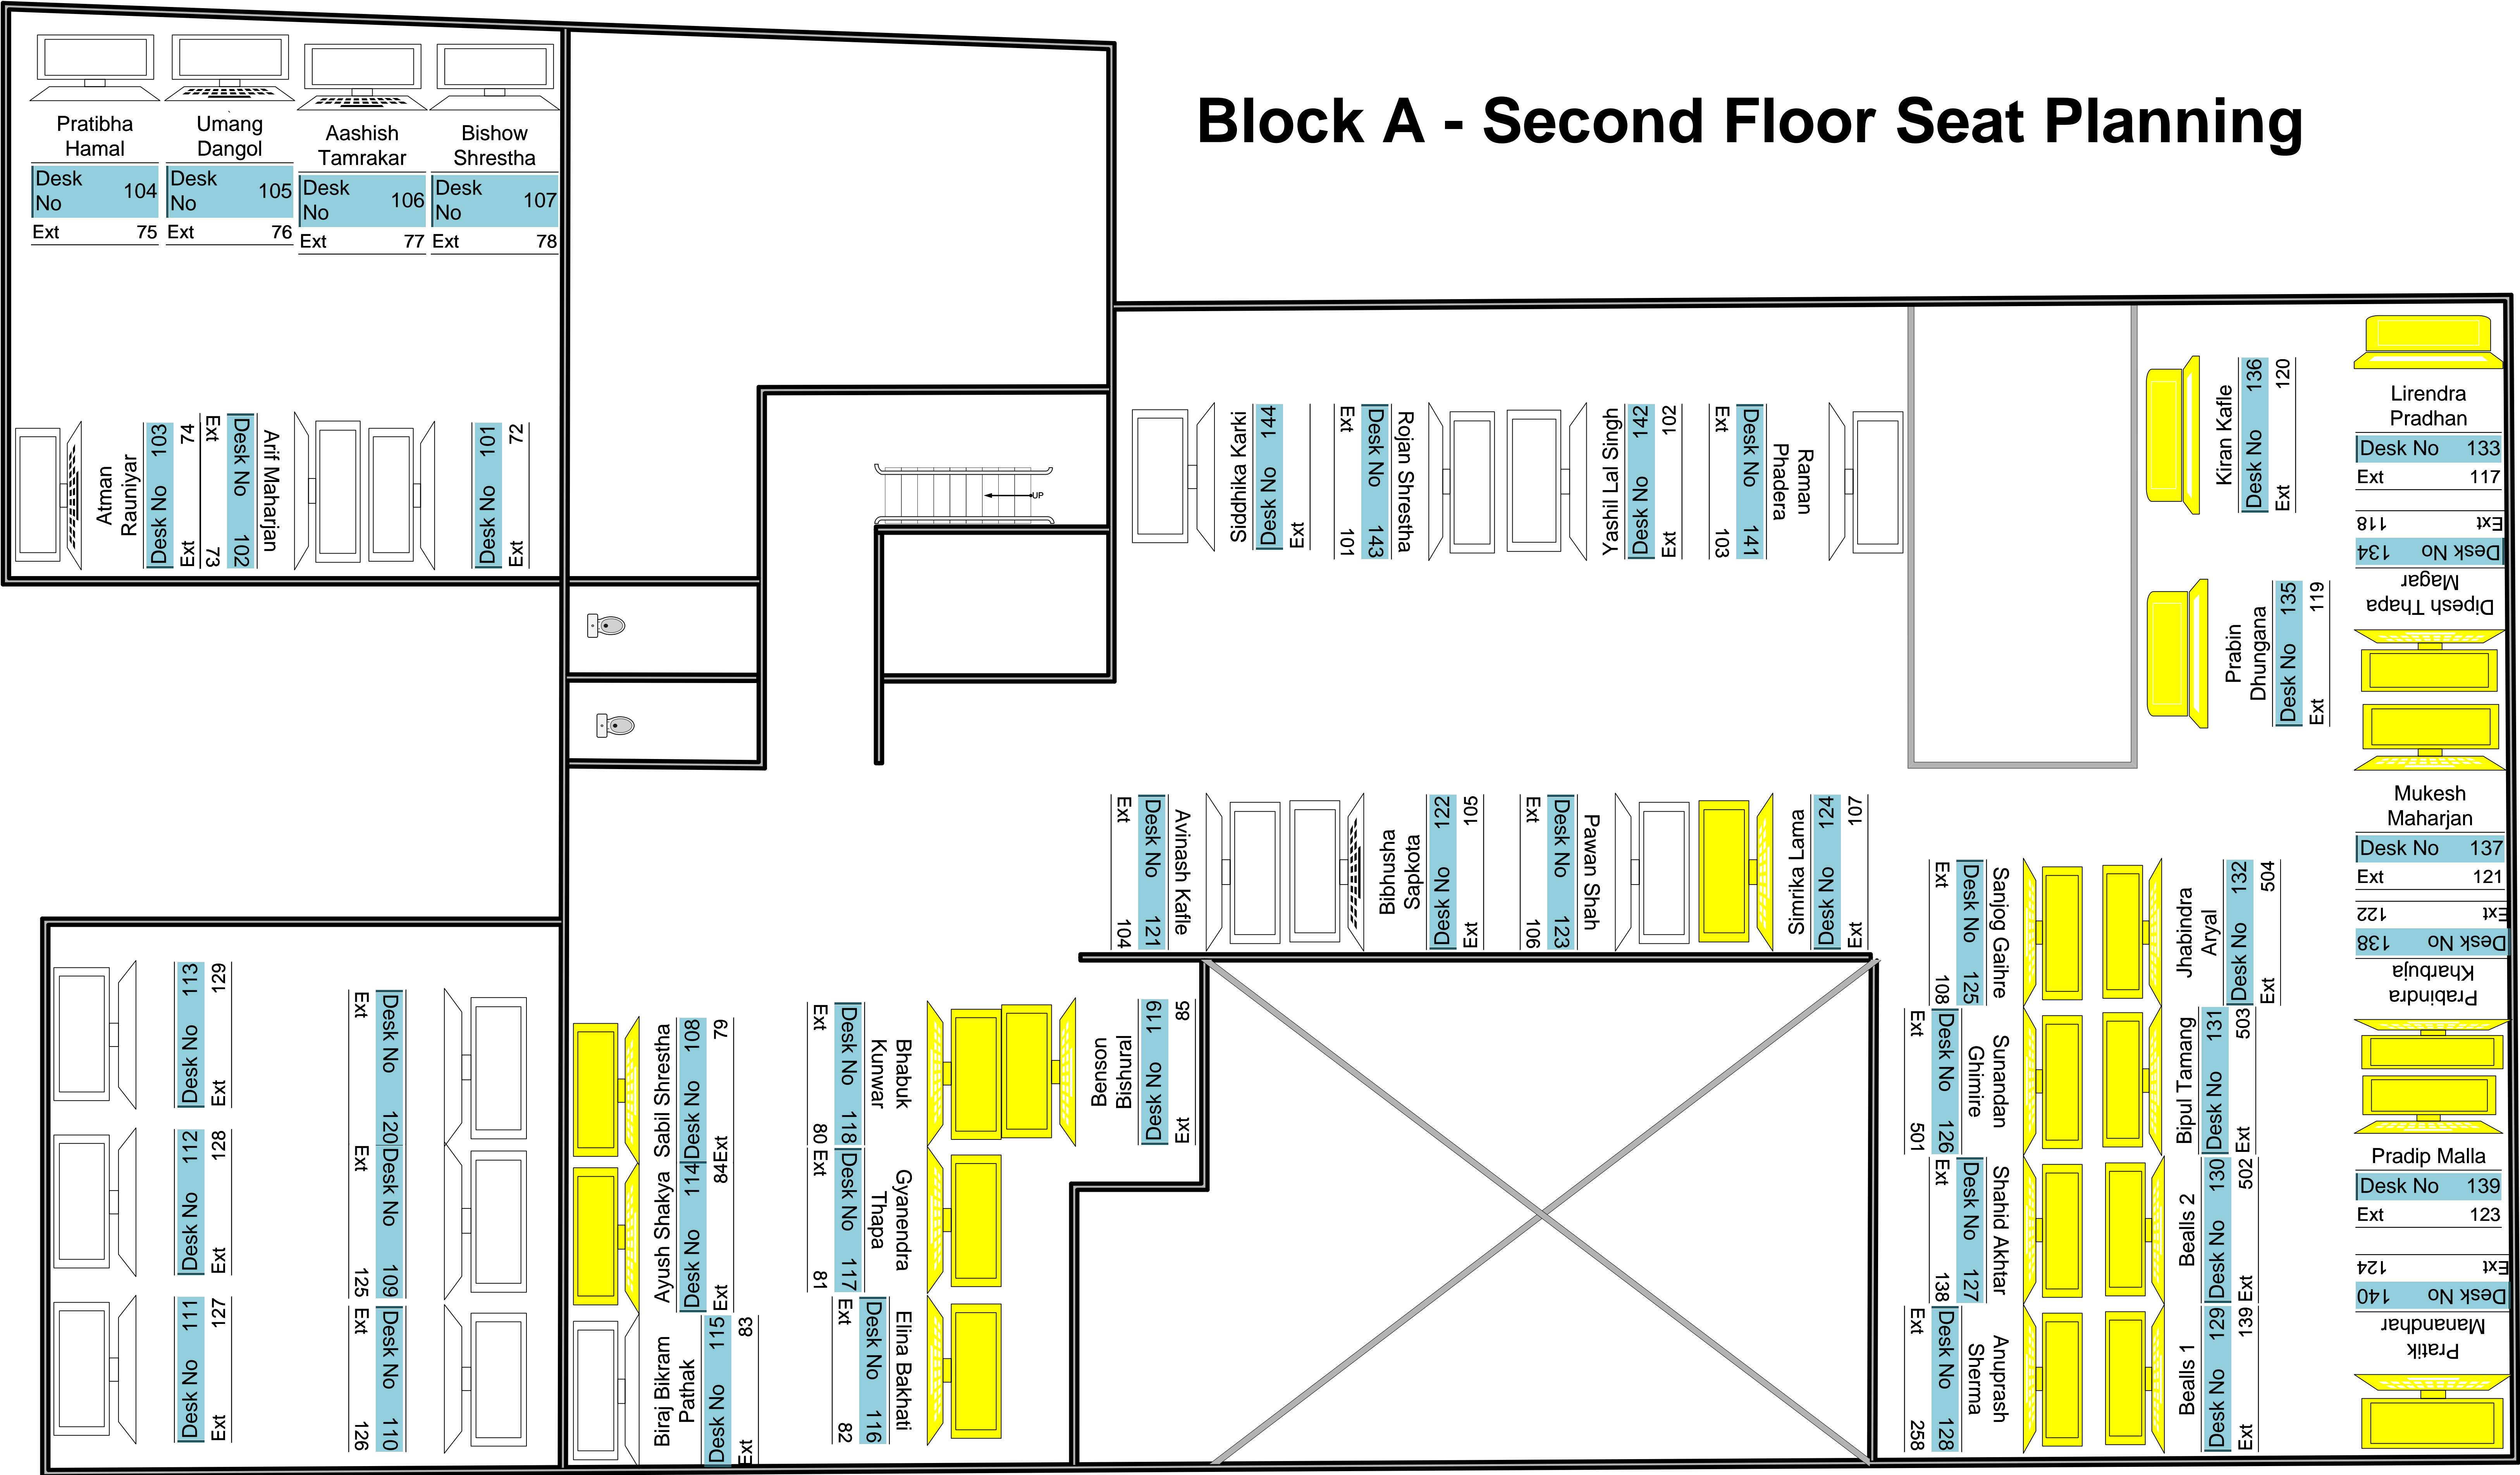 Block A - Second Floor Seat Planning
Pratibha
Hamal
Desk
No 104
Ext 75
Umang
Dangol
Desk
No 105
Ext 76
Aashish
Tamrakar
Desk
No 106
Ext 77
Bishow
Shrestha
Desk
No 107
Ext 78
Atman
Rauniyar
Desk No 103
Ext 74
Arif Maharjan
Desk No 102
Ext 73
Desk No 101
Ext 72
UP
Siddhika Karki
Desk No 144
Ext
Rojan Shrestha
Desk No 143
Ext 101
Yashil Lal Singh
Desk No 142
Ext 102
Raman
Phadera
Desk No 141
Ext 103
Kiran Kafle
Desk No 136
Ext 120
Prabin
Dhungana
Desk No 135
Ext 119
Lirendra
Pradhan
Desk No 133
Ext 117
Dipesh Thapa
Magar
Desk No 134
Ext 118
Mukesh
Maharjan
Desk No 137
Ext 121
Prabindra
Kharbuja
Desk No 138
Ext 122
Pradip Malla
Desk No 139
Ext 123
Pratik
Manandhar
Desk No 140
Ext 124
Avinash Kafle
Desk No 121
Ext 104
Bibhusha
Sapkota
Desk No 122
Ext 105
Pawan Shah
Desk No 123
Ext 106
Simrika Lama
Desk No 124
Ext 107
Sanjog Gaihre
Desk No 125
Ext 108
Sunandan
Ghimire
Desk No 126
Ext 501
Shahid Akhtar
Desk No 127
Ext 138
Anuprash
Sherma
Desk No 128
Ext 258
Jhabindra
Aryal
Desk No 132
Ext 504
Bipul Tamang
Desk No 131
Ext 503
Bealls 2
Desk No 130
Ext 502
Bealls 1
Desk No 129
Ext 139
Desk No 113
Ext 129
Desk No 112
Ext 128
Desk No 111
Ext 127
Desk No 120
Ext
Desk No 109
Ext 125
Desk No 110
Ext 126
Sabil Shrestha
Desk No 108
Ext 79
Ayush Shakya
Desk No 114
Ext 84
Biraj Bikram
Pathak
Desk No 115
Ext 83
Bhabuk
Kunwar
Desk No 118
Ext 80
Gyanendra
Thapa
Desk No 117
Ext 81
Elina Bakhati
Desk No 116
Ext 82
Benson
Bishural
Desk No 119
Ext 85